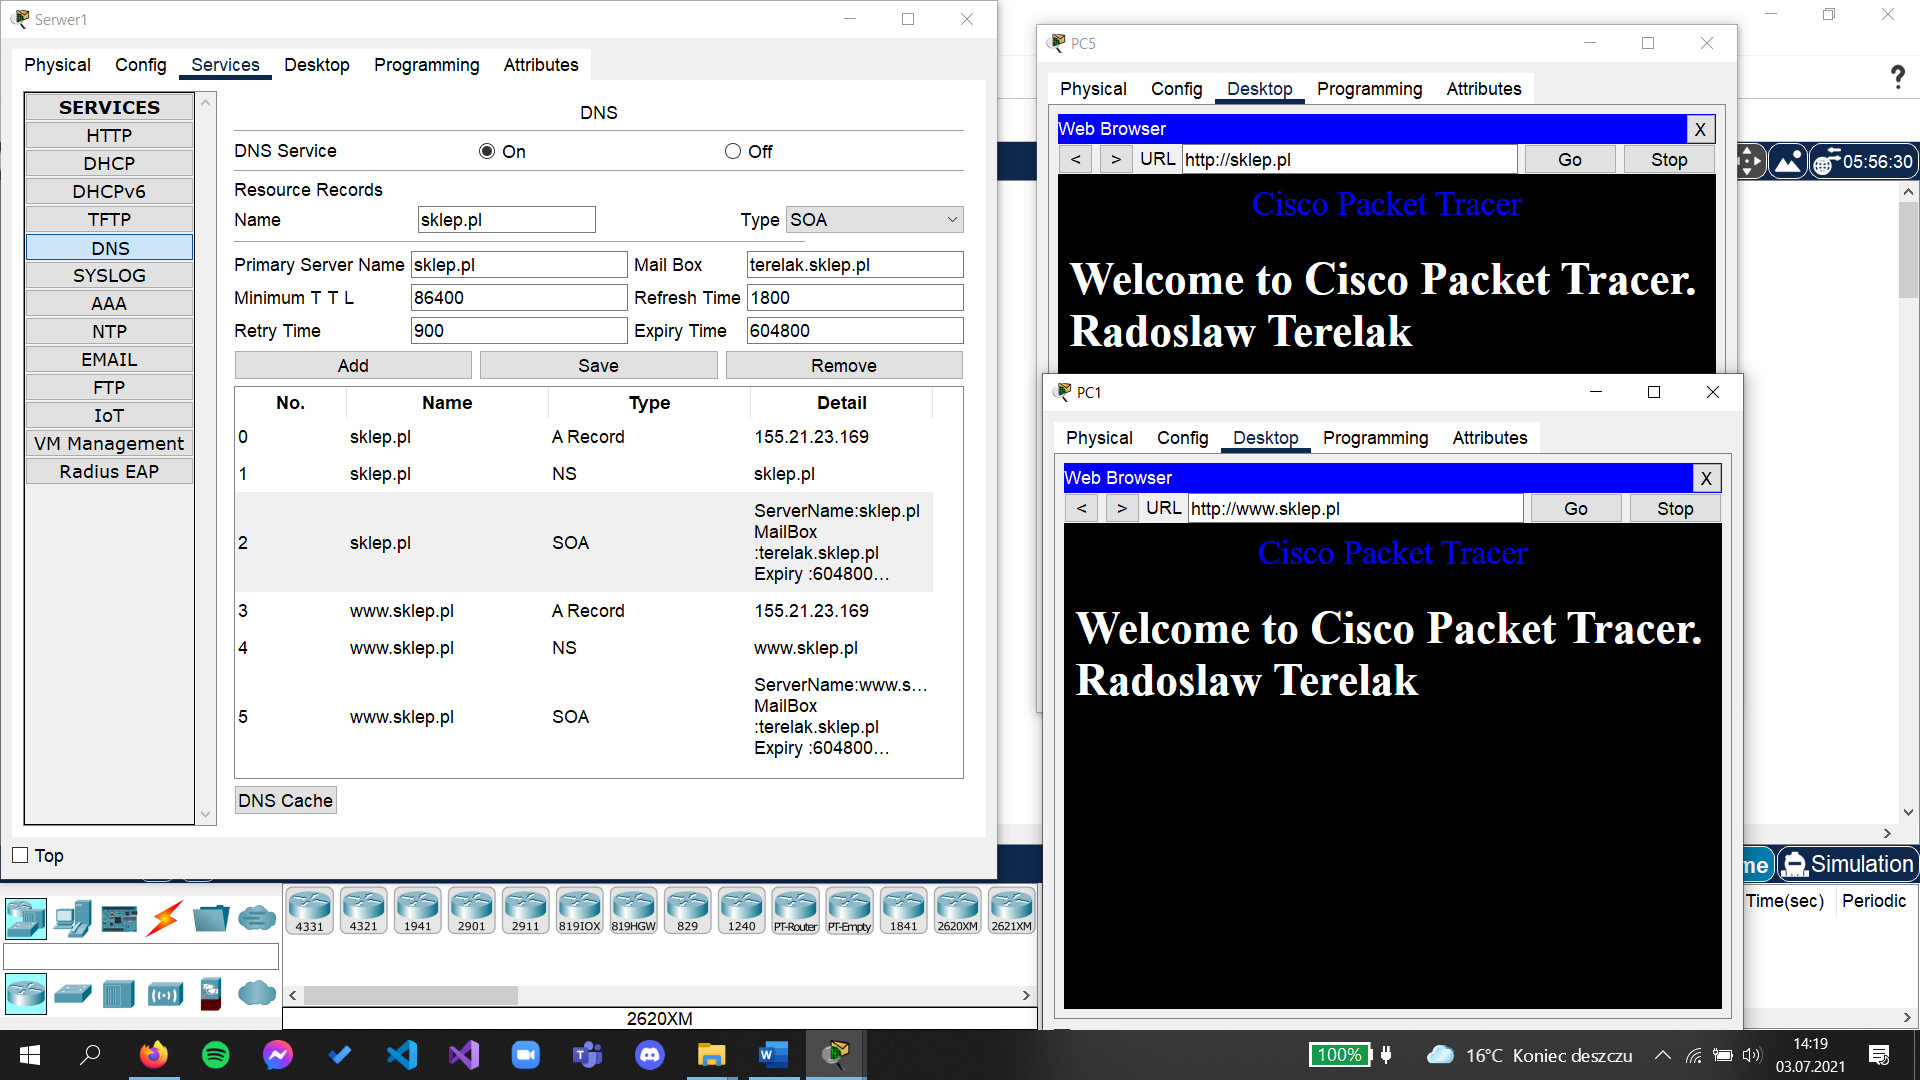 Serwer1
Physical Config Services Desktop Programming Attributes
SERVICES
HTTP
DHCP
DHCPv6
TFTP
DNS
SYSLOG
AAA
NTP
EMAIL
FTP
IoT
VM Management
Radius EAP
DNS
DNS Service On Off
Resource Records
Name sklep.pl Type SOA
Primary Server Name sklep.pl Mail Box terelak.sklep.pl
Minimum T T L 86400 Refresh Time 1800
Retry Time 900 Expiry Time 604800
Add Save Remove
No. Name Type Detail
0 sklep.pl A Record 155.21.23.169
1 sklep.pl NS sklep.pl
2 sklep.pl SOA ServerName:sklep.pl
MailBox
:terelak.sklep.pl
Expiry :604800...
3 www.sklep.pl A Record 155.21.23.169
4 www.sklep.pl NS www.sklep.pl
5 www.sklep.pl SOA ServerName:www.s...
MailBox
:terelak.sklep.pl
Expiry :604800...
DNS Cache
Top
PC5
Physical Config Desktop Programming Attributes
Web Browser X
< > URL http://sklep.pl Go Stop
Cisco Packet Tracer
Welcome to Cisco Packet Tracer.
Radoslaw Terelak
PC1
Physical Config Desktop Programming Attributes
Web Browser X
< > URL http://www.sklep.pl Go Stop
Cisco Packet Tracer
Welcome to Cisco Packet Tracer.
Radoslaw Terelak
?
05:56:30
me Simulation
Time(sec) Periodic
4331 4321 1941 2901 2911 819IOX 819HGW 829 1240 PT-Router PT-Empty 1841 2620XM 2621XM
2620XM
100% 16°C Koniec deszczu
14:19
03.07.2021